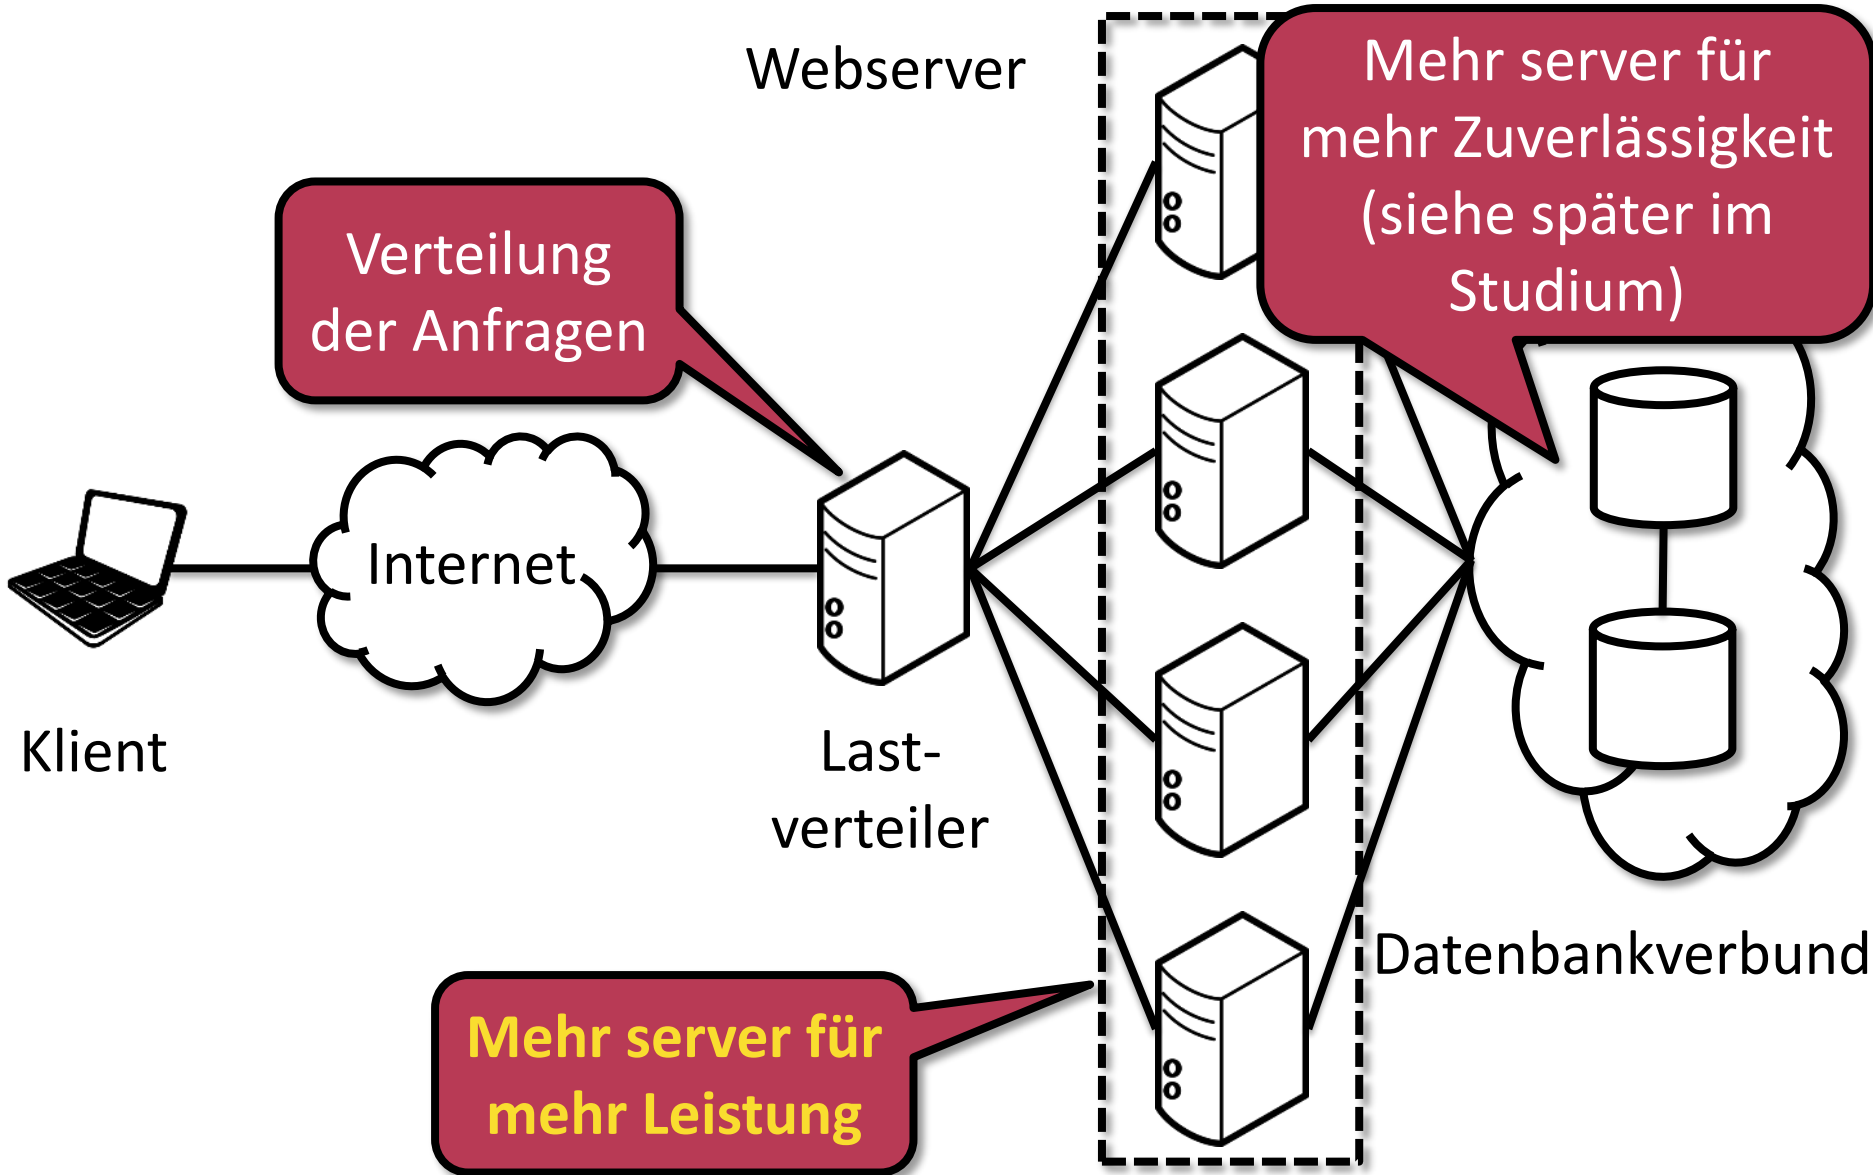 Webserver
Mehr server für
mehr Zuverlässigkeit
(siehe später im
Studium)
Verteilung
der Anfragen
Internet
Klient
Last-
verteiler
Datenbankverbund
Mehr server für
mehr Leistung